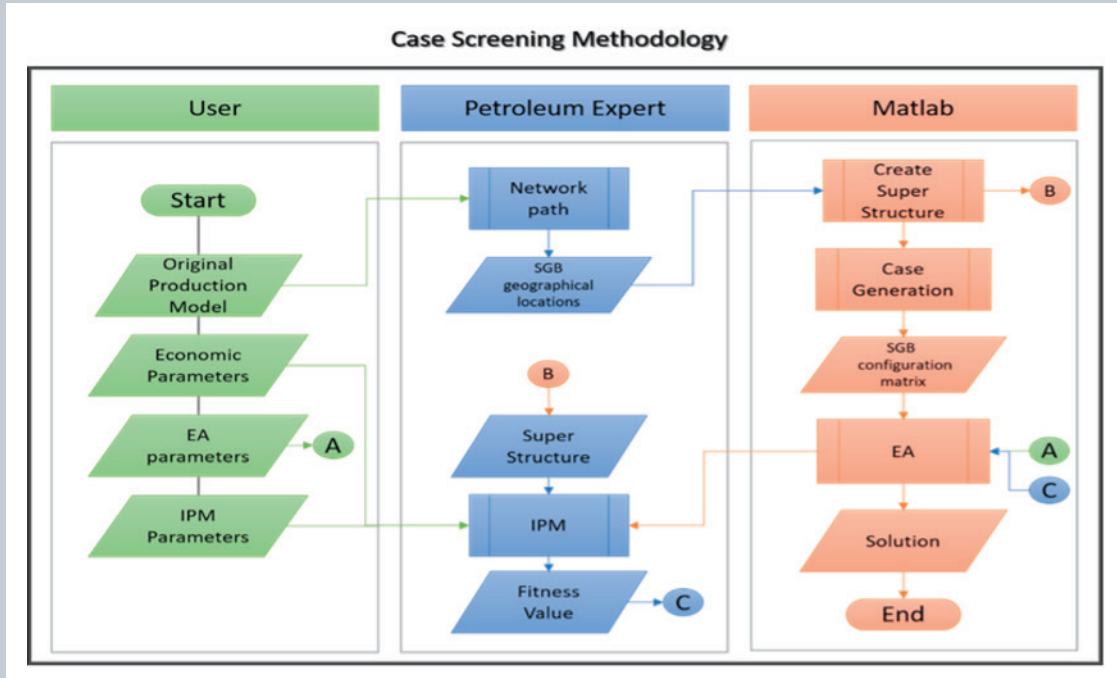 Case Screening Methodology
User
Start
Original
Production
Model
Economic
Parameters
EA
parameters
A
IPM
Parameters
Petroleum Expert
Network
path
SGB
geographical
locations
B
Super
Structure
IPM
Fitness
Value
C
Matlab
Create
Super
Structure
B
Case
Generation
SGB
configuration
matrix
EA
A
C
Solution
End